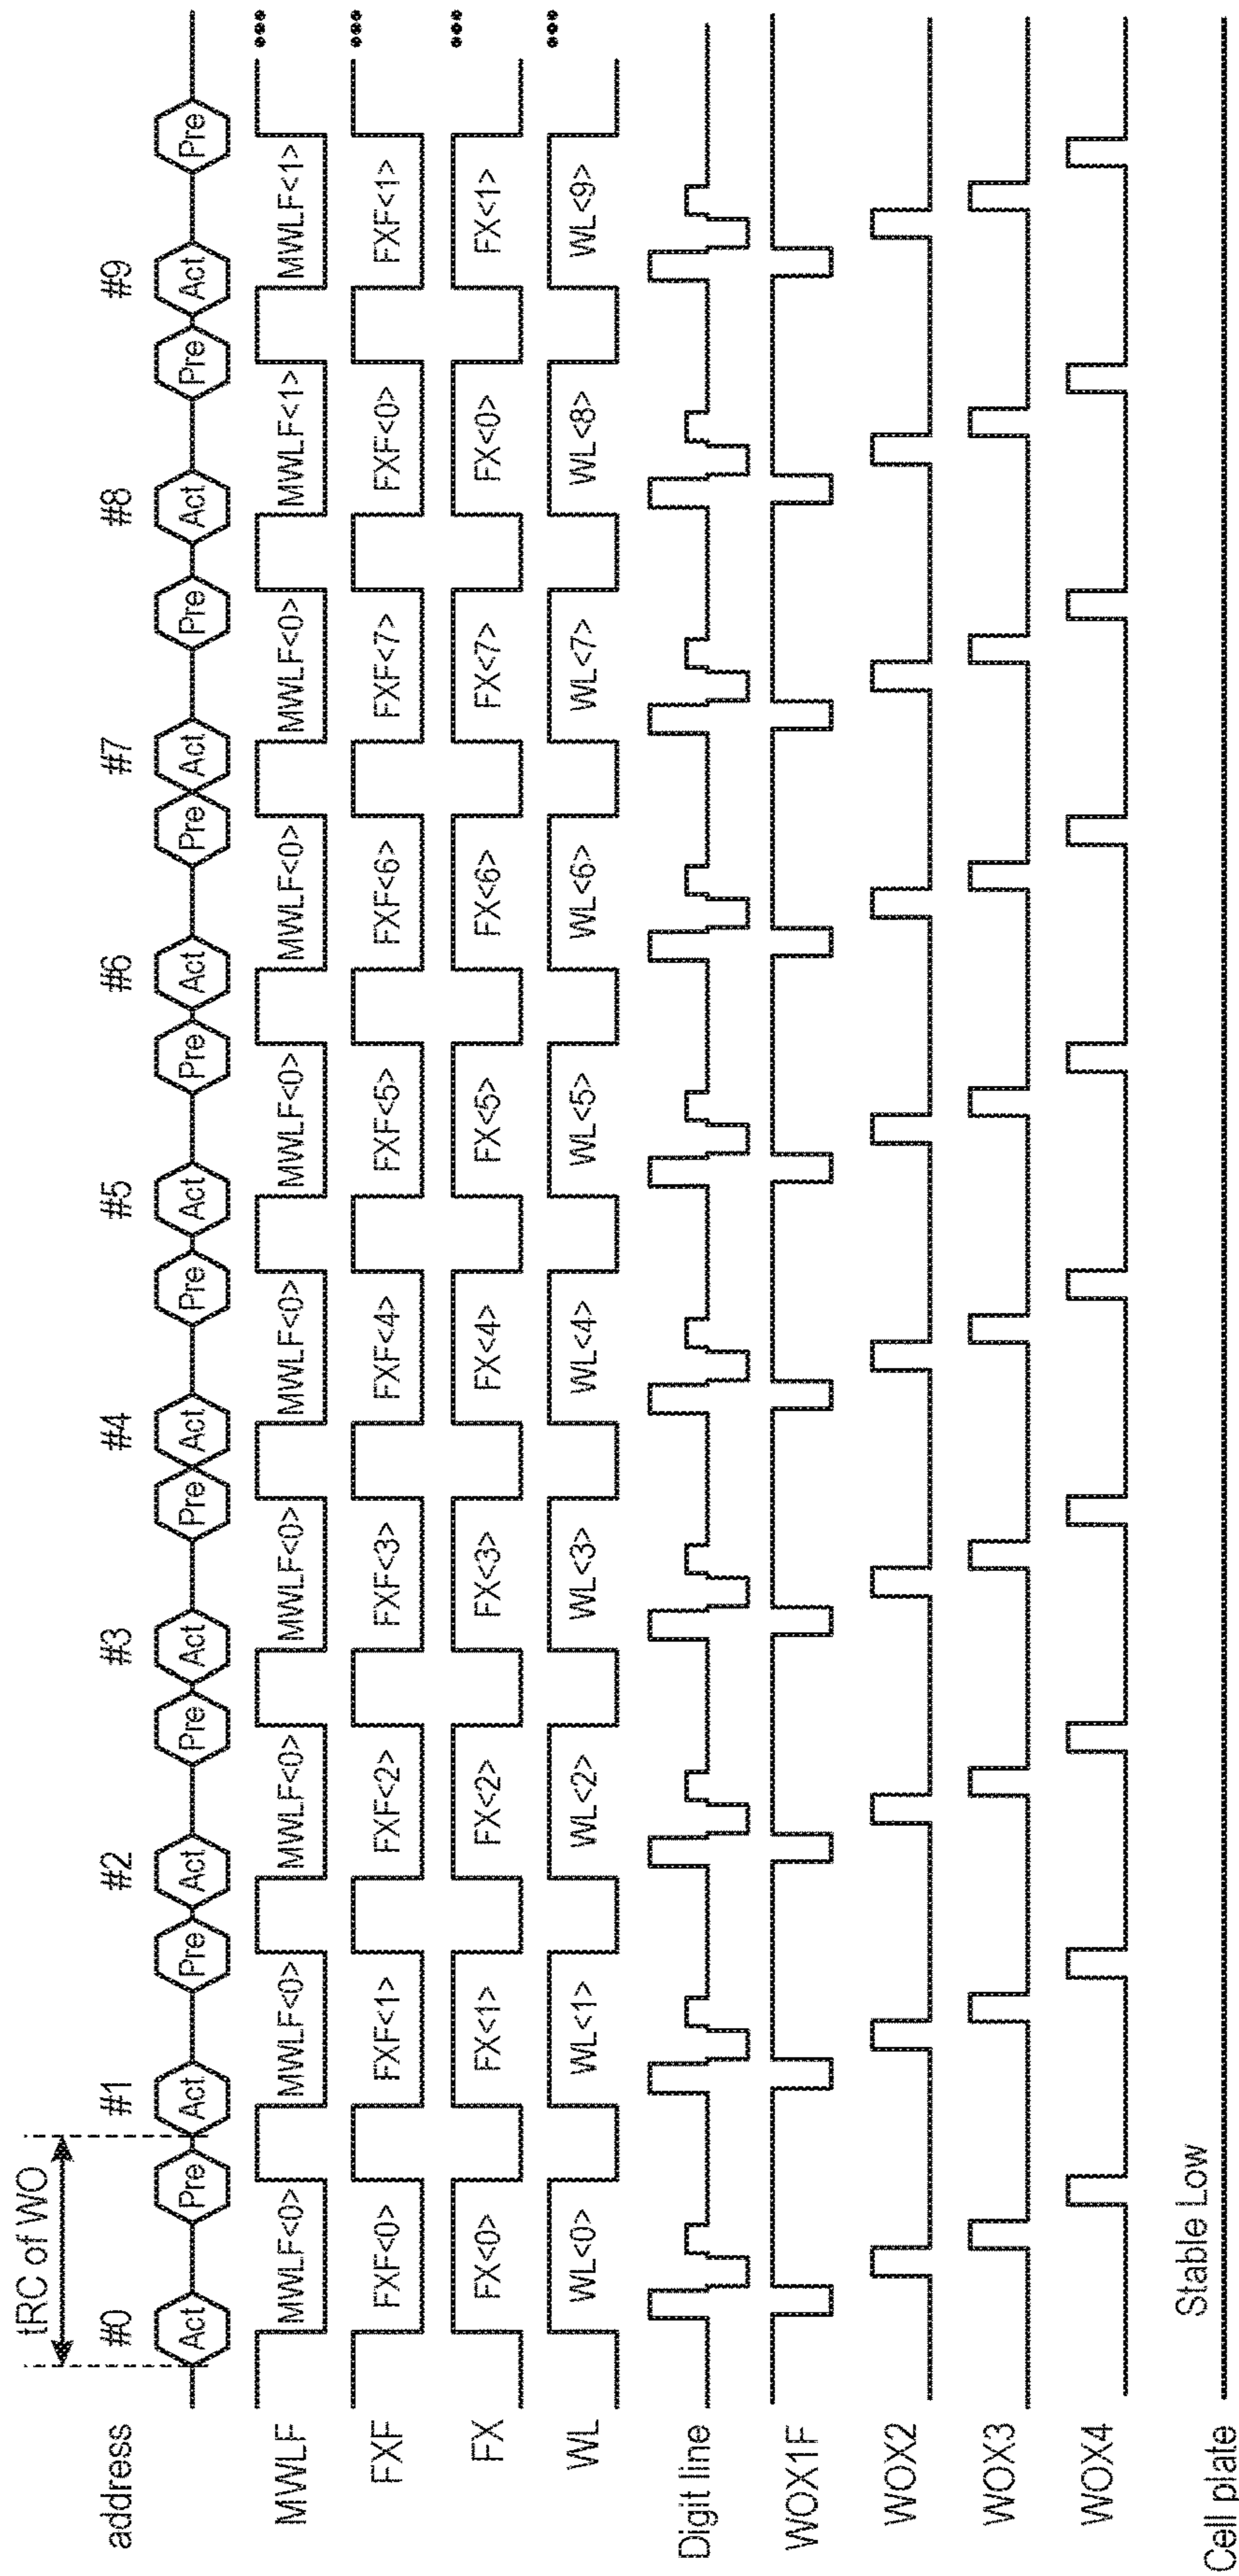 tRC of WO
address #0 #1 #2 #3 #4 #5 #6 #7 #8 #9
Act Pre Act Pre Act Pre Act Pre Act Pre Act Pre Act Pre Act Pre Act Pre Act Pre
MWLF MWLF<0> MWLF<0> MWLF<0> MWLF<0> MWLF<0> MWLF<0> MWLF<0> MWLF<0> MWLF<1> MWLF<1> •••
FXF FXF<0> FXF<1> FXF<2> FXF<3> FXF<4> FXF<5> FXF<6> FXF<7> FXF<0> FXF<1> •••
FX FX<0> FX<1> FX<2> FX<3> FX<4> FX<5> FX<6> FX<7> FX<0> FX<1> •••
WL WL<0> WL<1> WL<2> WL<3> WL<4> WL<5> WL<6> WL<7> WL<8> WL<9> •••
Digit line
WOX1F
WOX2
WOX3
WOX4
Stable Low
Cell plate